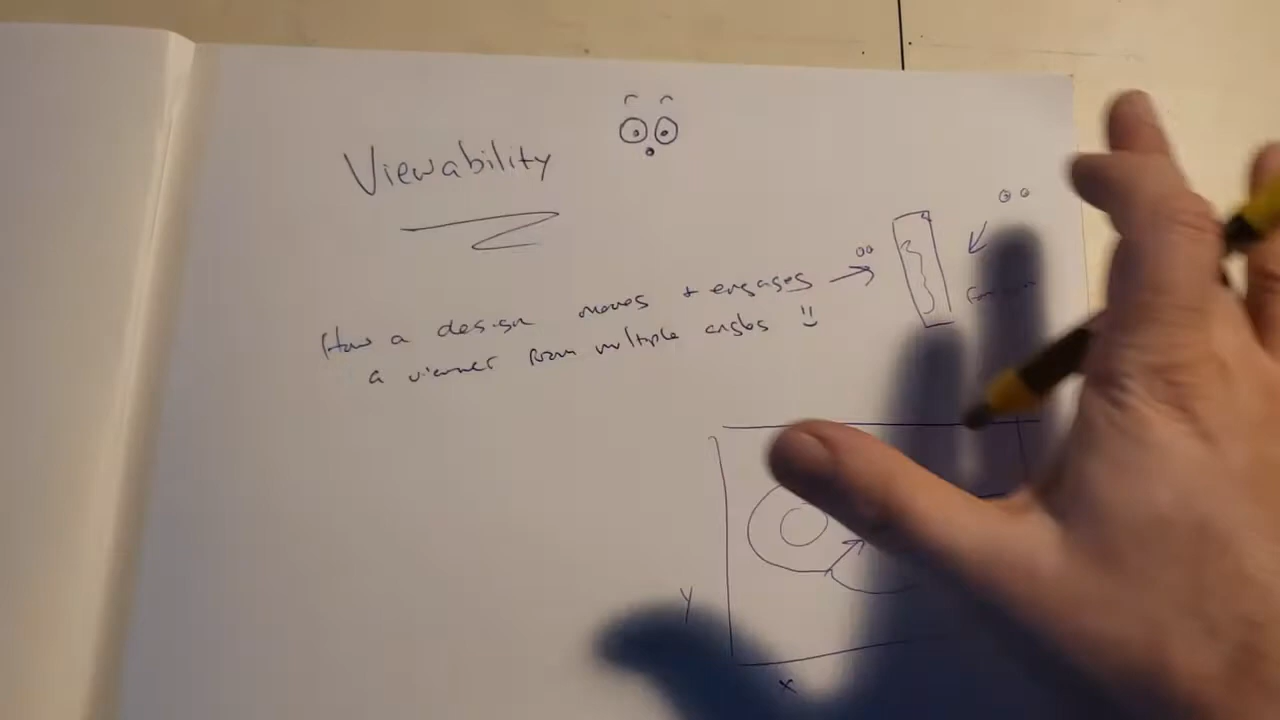 Viewability
How a design moves + engages
a viewer from multiple angles
y
x